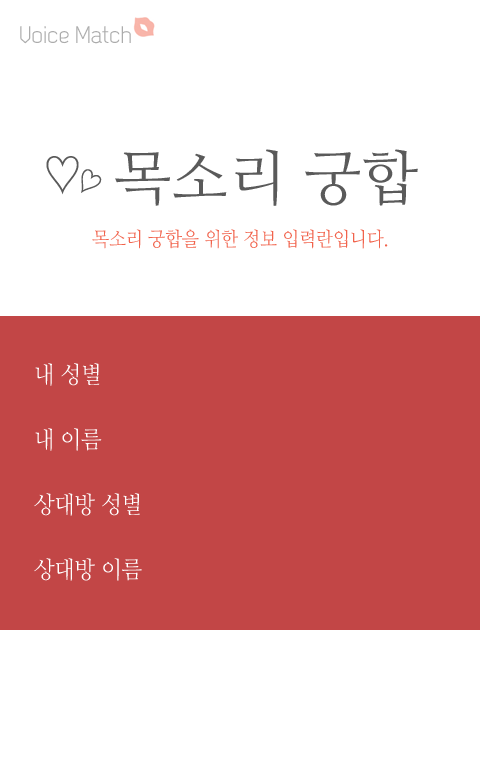 Voice Match
목소리 궁합
목소리 궁합을 위한 정보 입력란입니다.
내 성별
내 이름
상대방 성별
상대방 이름